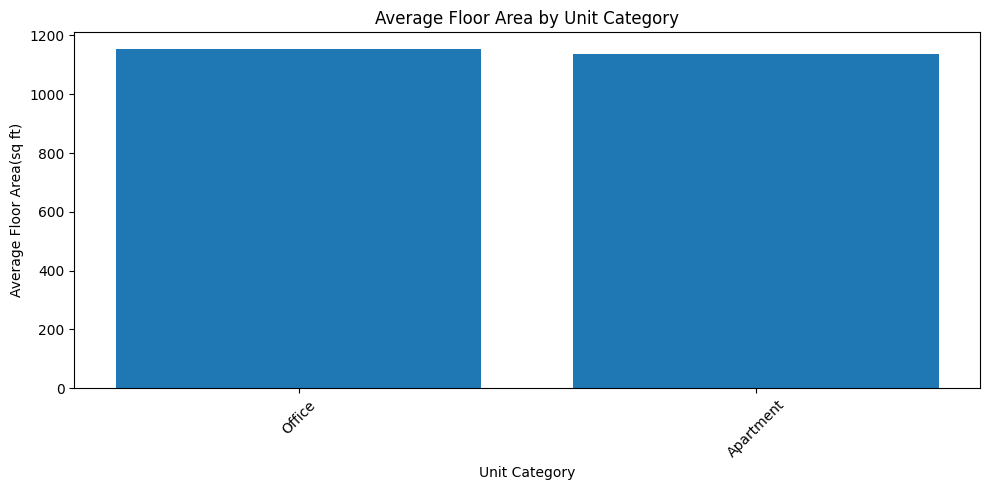 Average Floor Area by Unit Category
Average Floor Area(sq ft)
1200
1000
800
600
400
200
0
Office
Apartment
Unit Category